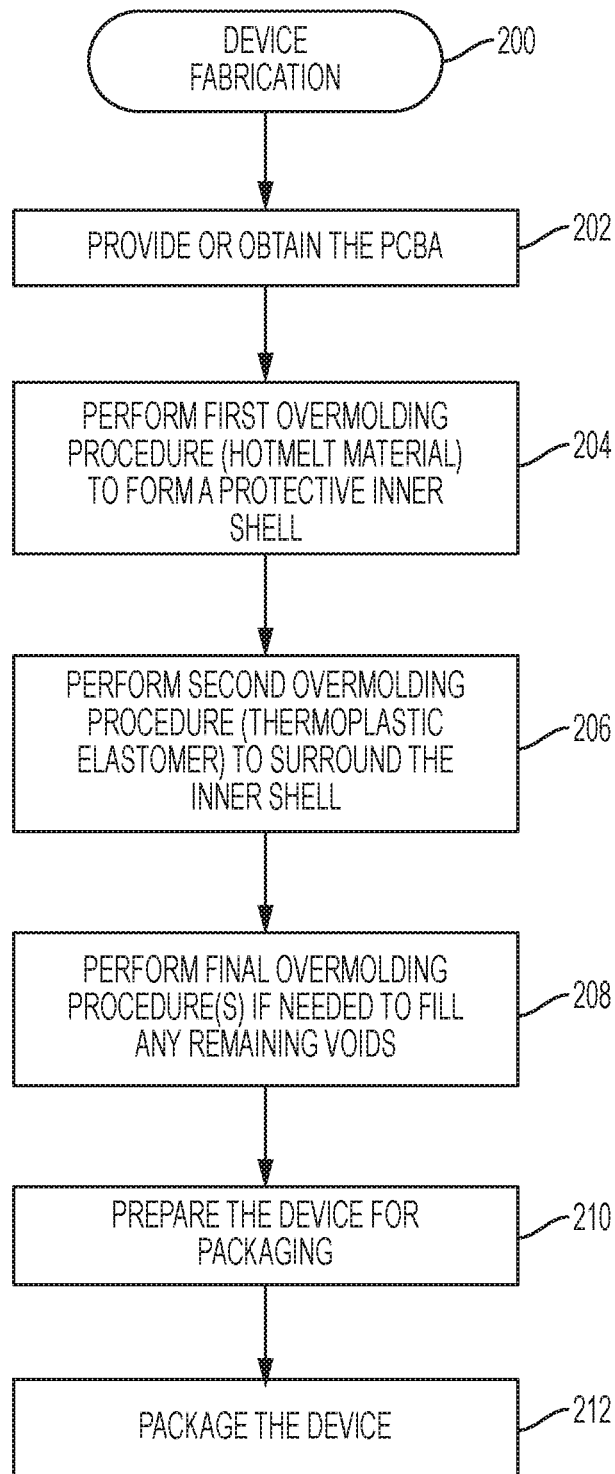 DEVICE
FABRICATION
200
PROVIDE OR OBTAIN THE PCBA
202
PERFORM FIRST OVERMOLDING
PROCEDURE (HOTMELT MATERIAL)
TO FORM A PROTECTIVE INNER
SHELL
204
PERFORM SECOND OVERMOLDING
PROCEDURE (THERMOPLASTIC
ELASTOMER) TO SURROUND THE
INNER SHELL
206
PERFORM FINAL OVERMOLDING
PROCEDURE(S) IF NEEDED TO FILL
ANY REMAINING VOIDS
208
PREPARE THE DEVICE FOR
PACKAGING
210
PACKAGE THE DEVICE
212